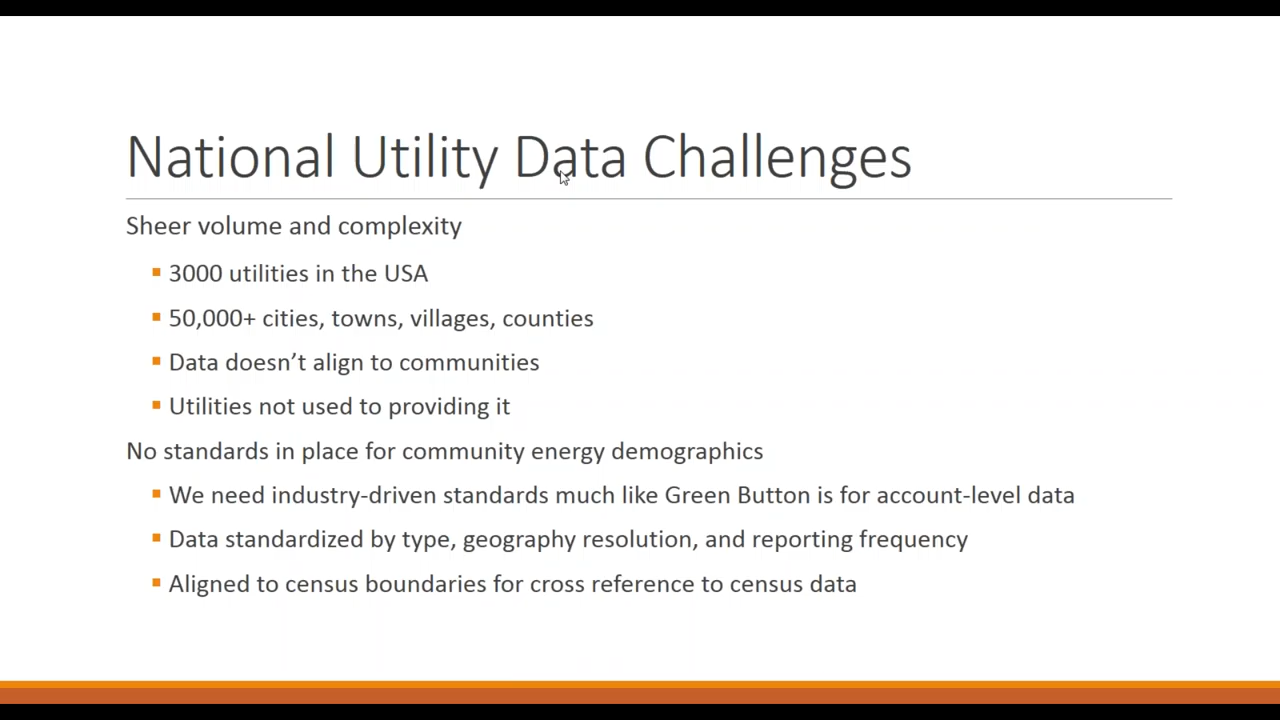 National Utility Data Challenges
Sheer volume and complexity
▪ 3000 utilities in the USA
▪ 50,000+ cities, towns, villages, counties
▪ Data doesn’t align to communities
▪ Utilities not used to providing it
No standards in place for community energy demographics
▪ We need industry-driven standards much like Green Button is for account-level data
▪ Data standardized by type, geography resolution, and reporting frequency
▪ Aligned to census boundaries for cross reference to census data